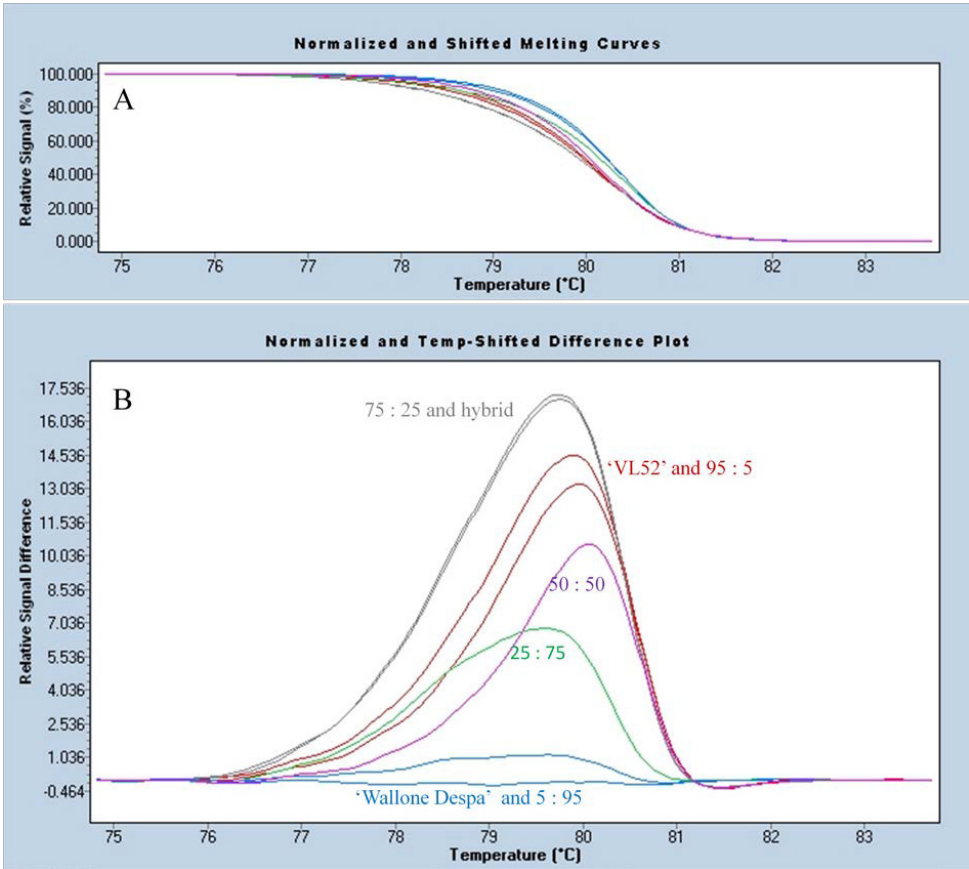 Normalized and Shifted Melting Curves
A
Relative Signal (%)
100.000
80.000
60.000
40.000
20.000
0.000
75 76 77 78 79 80 81 82 83
Temperature (°C)
Normalized and Temp-Shifted Difference Plot
B
Relative Signal Difference
17.536
16.036
14.536
13.036
11.536
10.036
8.536
7.036
5.536
4.036
2.536
1.036
-0.464
75 : 25 and hybrid
‘VL52’ and 95 : 5
50 : 50
25 : 75
‘Wallone Despa’ and 5 : 95
75 76 77 78 79 80 81 82 83
Temperature (°C)